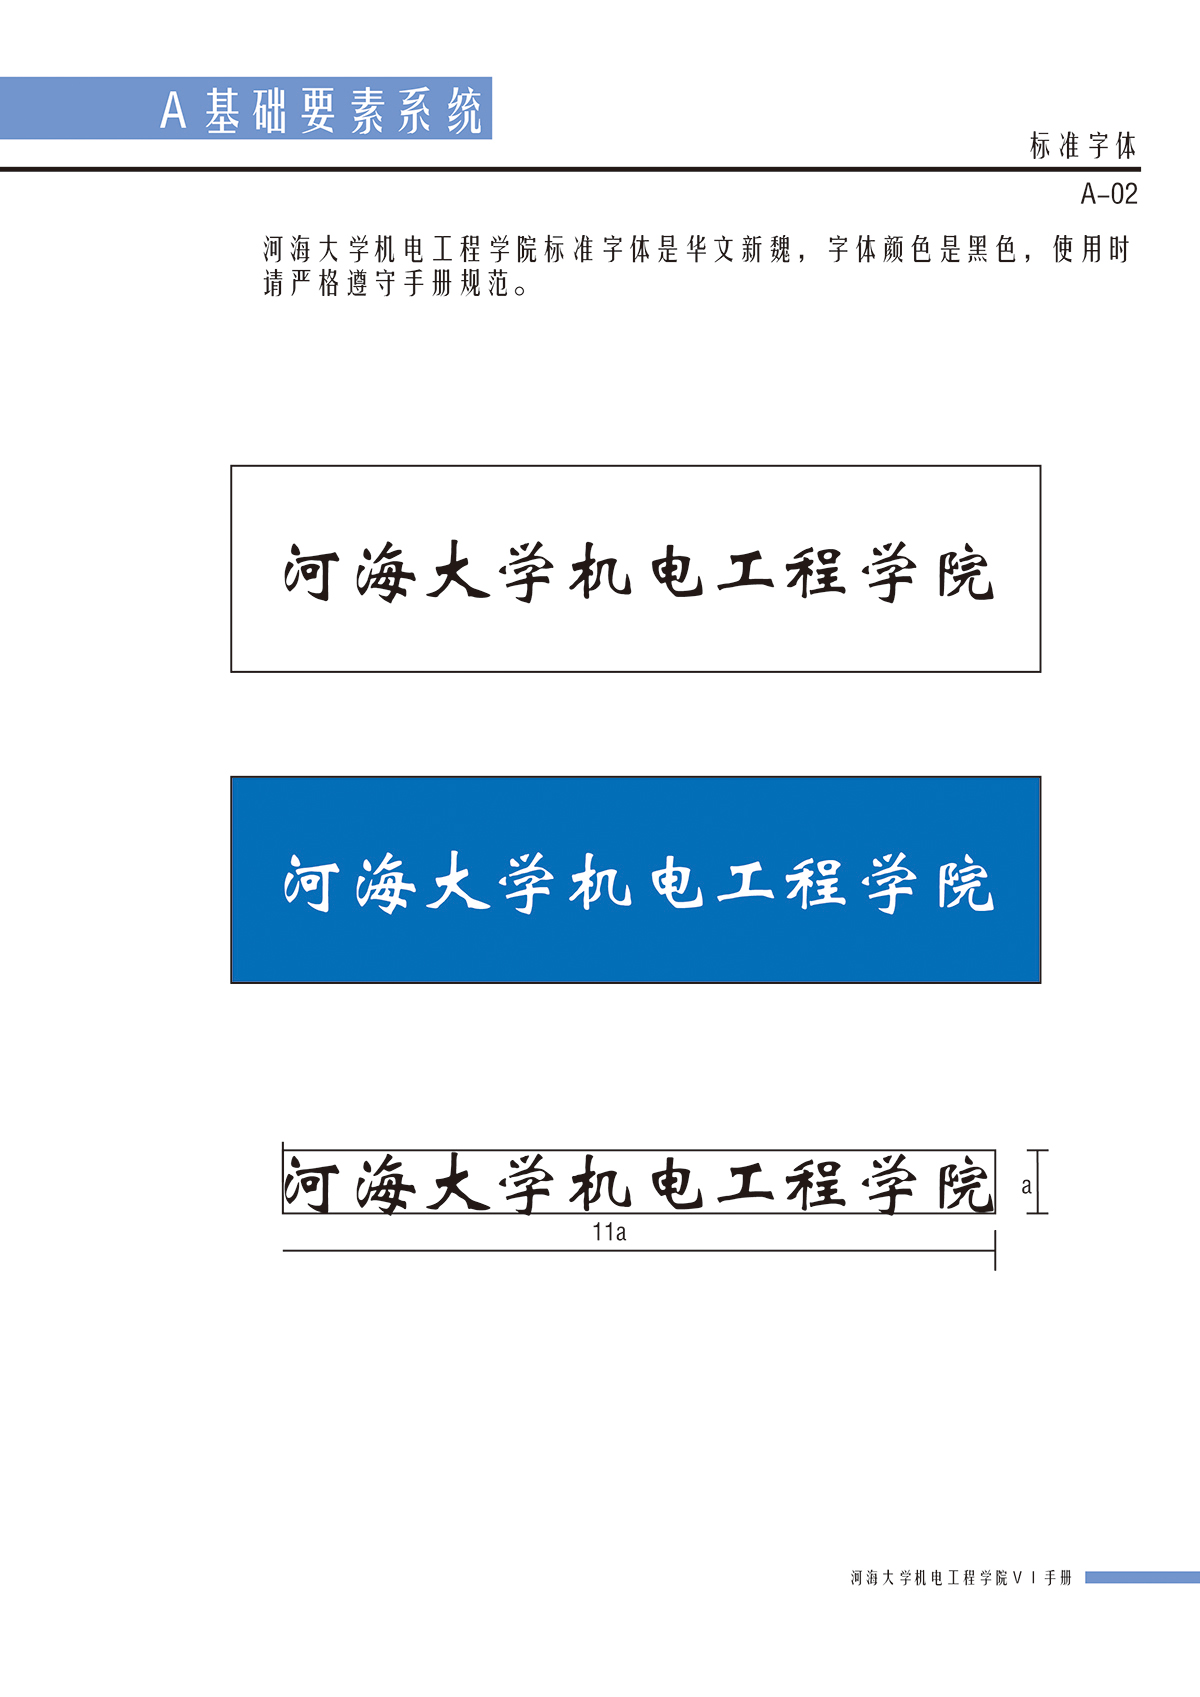 A基础要素系统
标准字体
A-02
河海大学机电工程学院标准字体是华文新魏，字体颜色是黑色，使用时
请严格遵守手册规范。
河海大学机电工程学院
河海大学机电工程学院
河海大学机电工程学院
a
11a
河海大学机电工程学院VI手册